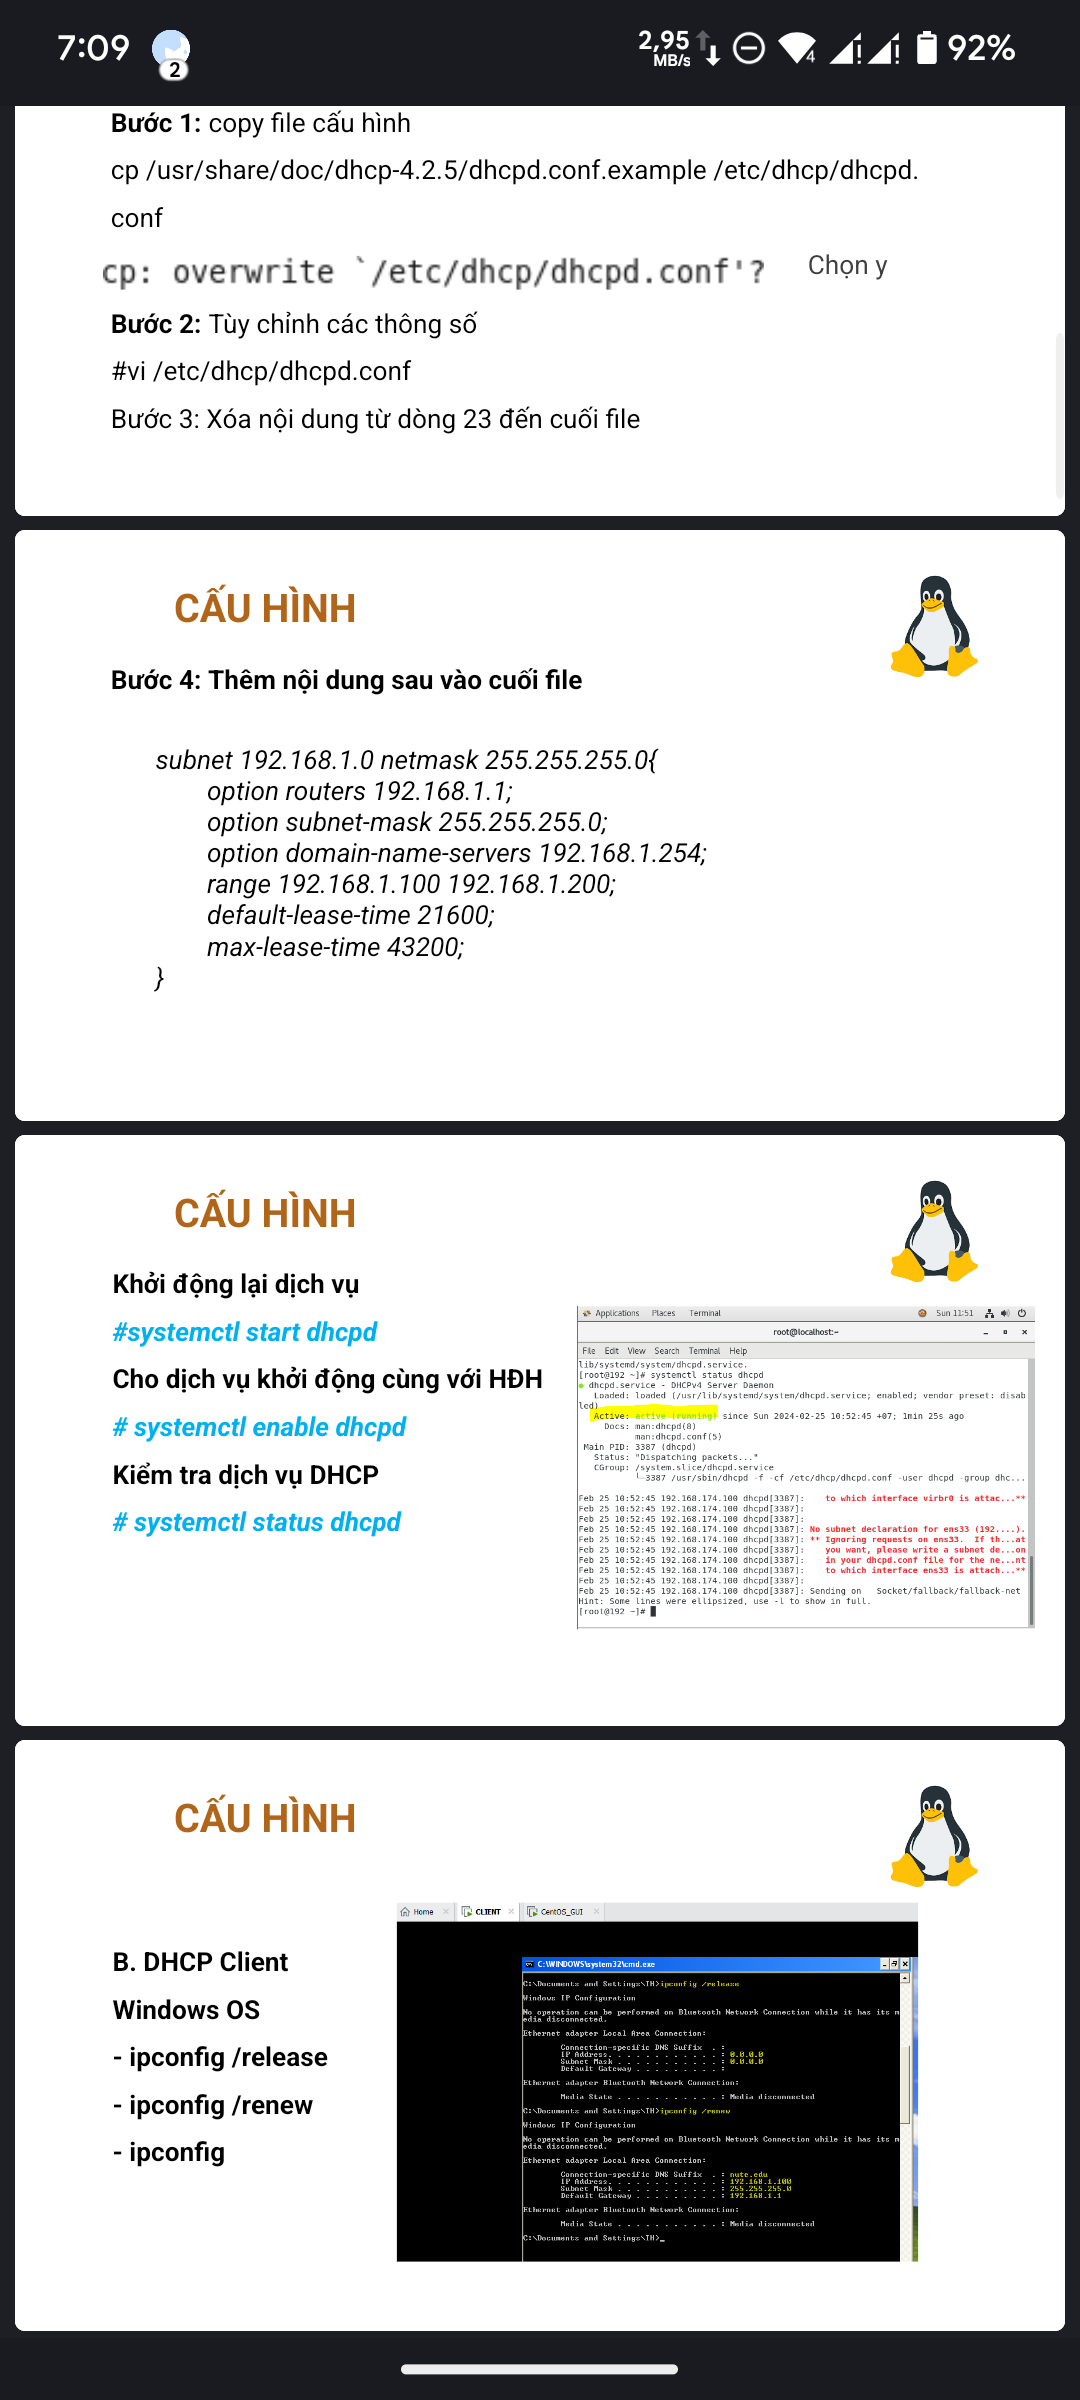 7:09
2
2,95
MB/s
4
92%
Bước 1: copy file cấu hình
cp /usr/share/doc/dhcp-4.2.5/dhcpd.conf.example /etc/dhcp/dhcpd.
conf
cp: overwrite `/etc/dhcp/dhcpd.conf'? Chọn y
Bước 2: Tùy chỉnh các thông số
#vi /etc/dhcp/dhcpd.conf
Bước 3: Xóa nội dung từ dòng 23 đến cuối file
CẤU HÌNH
Bước 4: Thêm nội dung sau vào cuối file
subnet 192.168.1.0 netmask 255.255.255.0{
option routers 192.168.1.1;
option subnet-mask 255.255.255.0;
option domain-name-servers 192.168.1.254;
range 192.168.1.100 192.168.1.200;
default-lease-time 21600;
max-lease-time 43200;
}
CẤU HÌNH
Khởi động lại dịch vụ
#systemctl start dhcpd
Cho dịch vụ khởi động cùng với HĐH
# systemctl enable dhcpd
Kiểm tra dịch vụ DHCP
# systemctl status dhcpd
Applications Places Terminal Sun 11:51
root@localhost:~
File Edit View Search Terminal Help
lib/systemd/system/dhcpd.service.
[root@192 ~]# systemctl status dhcpd
● dhcpd.service - DHCPv4 Server Daemon
Loaded: loaded (/usr/lib/systemd/system/dhcpd.service; enabled; vendor preset: disab
led)
Active: active (running) since Sun 2024-02-25 10:52:45 +07; 1min 25s ago
Docs: man:dhcpd(8)
man:dhcpd.conf(5)
Main PID: 3387 (dhcpd)
Status: "Dispatching packets..."
CGroup: /system.slice/dhcpd.service
└─3387 /usr/sbin/dhcpd -f -cf /etc/dhcp/dhcpd.conf -user dhcpd -group dhc...
Feb 25 10:52:45 192.168.174.100 dhcpd[3387]: to which interface virbr0 is attac...**
Feb 25 10:52:45 192.168.174.100 dhcpd[3387]:
Feb 25 10:52:45 192.168.174.100 dhcpd[3387]:
Feb 25 10:52:45 192.168.174.100 dhcpd[3387]: No subnet declaration for ens33 (192....).
Feb 25 10:52:45 192.168.174.100 dhcpd[3387]: ** Ignoring requests on ens33. If th...at
Feb 25 10:52:45 192.168.174.100 dhcpd[3387]: you want, please write a subnet de...on
Feb 25 10:52:45 192.168.174.100 dhcpd[3387]: in your dhcpd.conf file for the ne...nt
Feb 25 10:52:45 192.168.174.100 dhcpd[3387]: to which interface ens33 is attach...**
Feb 25 10:52:45 192.168.174.100 dhcpd[3387]:
Feb 25 10:52:45 192.168.174.100 dhcpd[3387]: Sending on Socket/fallback/fallback-net
Hint: Some lines were ellipsized, use -l to show in full.
[root@192 ~]#
CẤU HÌNH
B. DHCP Client
Windows OS
- ipconfig /release
- ipconfig /renew
- ipconfig
Home CLIENT CentOS_GUI
C:\WINDOWS\system32\cmd.exe
C:\Documents and Settings\TH>ipconfig /release
Windows IP Configuration
No operation can be performed on Bluetooth Network Connection while it has its m
edia disconnected.
Ethernet adapter Local Area Connection:
Connection-specific DNS Suffix . :
IP Address. . . . . . . . . . . . : 0.0.0.0
Subnet Mask . . . . . . . . . . . : 0.0.0.0
Default Gateway . . . . . . . . . :
Ethernet adapter Bluetooth Network Connection:
Media State . . . . . . . . . . . : Media disconnected
C:\Documents and Settings\TH>ipconfig /renew
Windows IP Configuration
No operation can be performed on Bluetooth Network Connection while it has its m
edia disconnected.
Ethernet adapter Local Area Connection:
Connection-specific DNS Suffix . : nute.edu
IP Address. . . . . . . . . . . . : 192.168.1.100
Subnet Mask . . . . . . . . . . . : 255.255.255.0
Default Gateway . . . . . . . . . : 192.168.1.1
Ethernet adapter Bluetooth Network Connection:
Media State . . . . . . . . . . . : Media disconnected
C:\Documents and Settings\TH>_